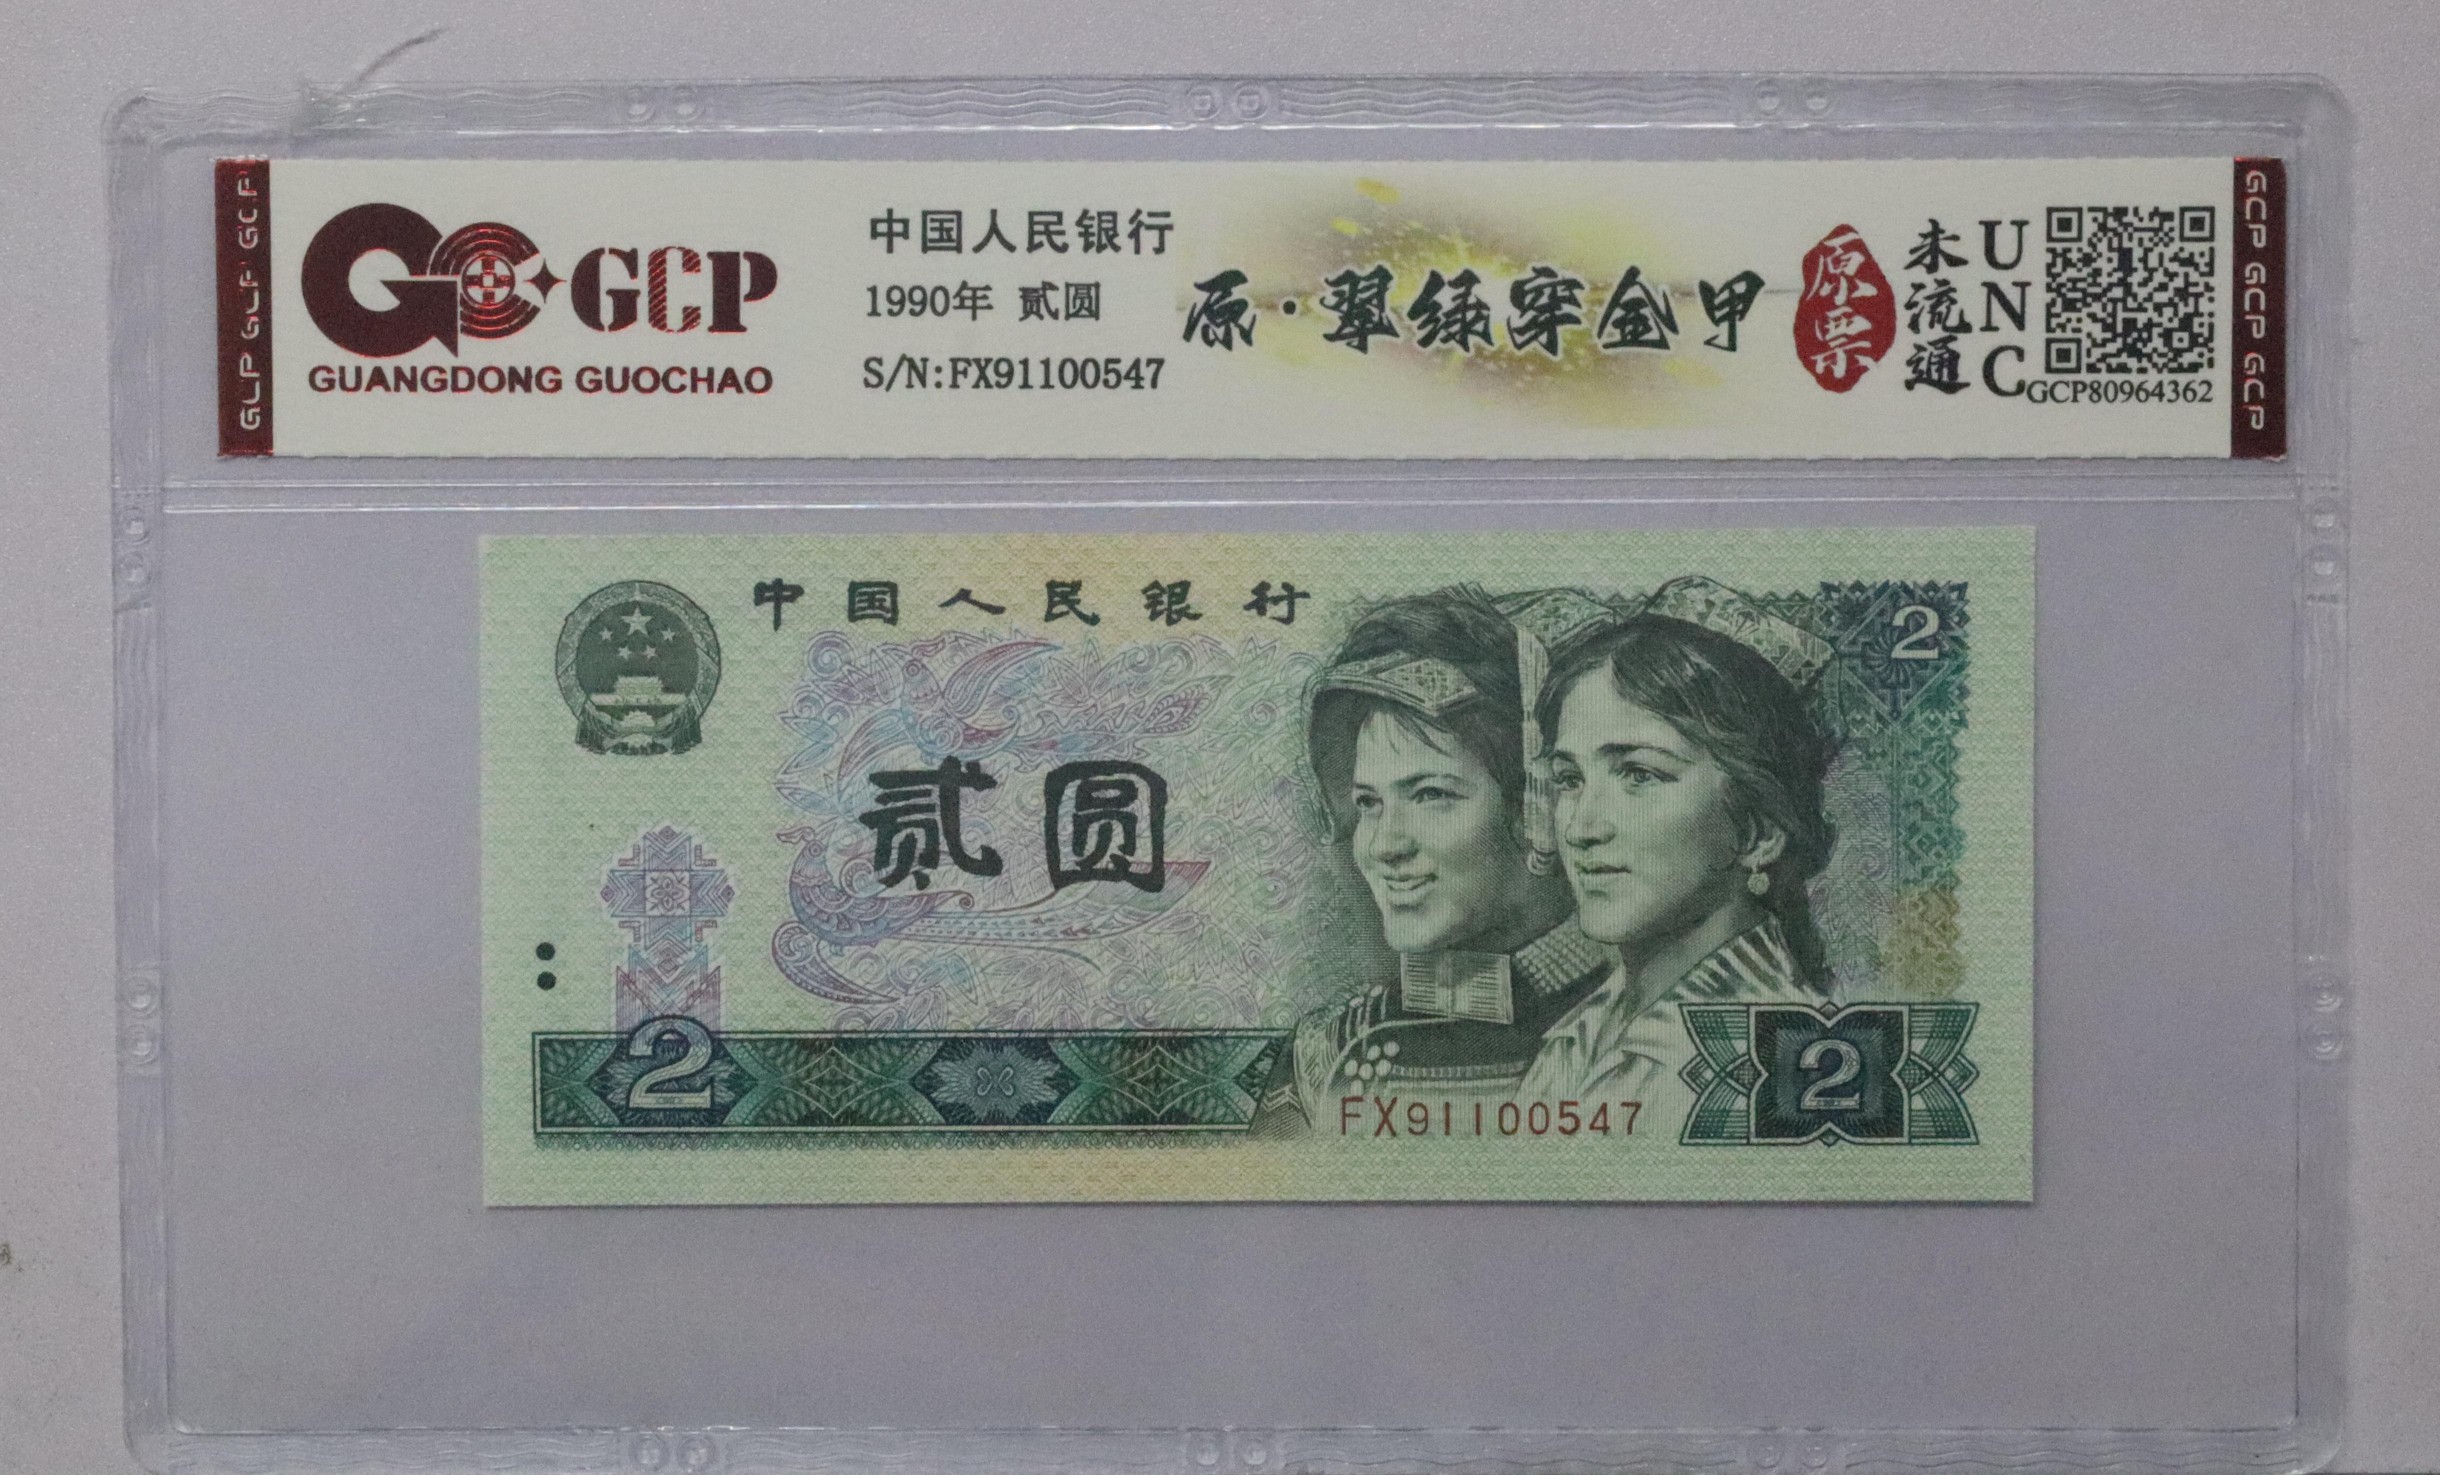 GCP GCP GCP
GCP
GUANGDONG GUOCHAO
中国人民银行
1990年 贰圆
S/N:FX91100547
原·翠绿穿金甲
原票
未流通
UNC
GCP80964362
GCP GCP GCP
中国人民银行
2
贰圆
2
FX91100547
2